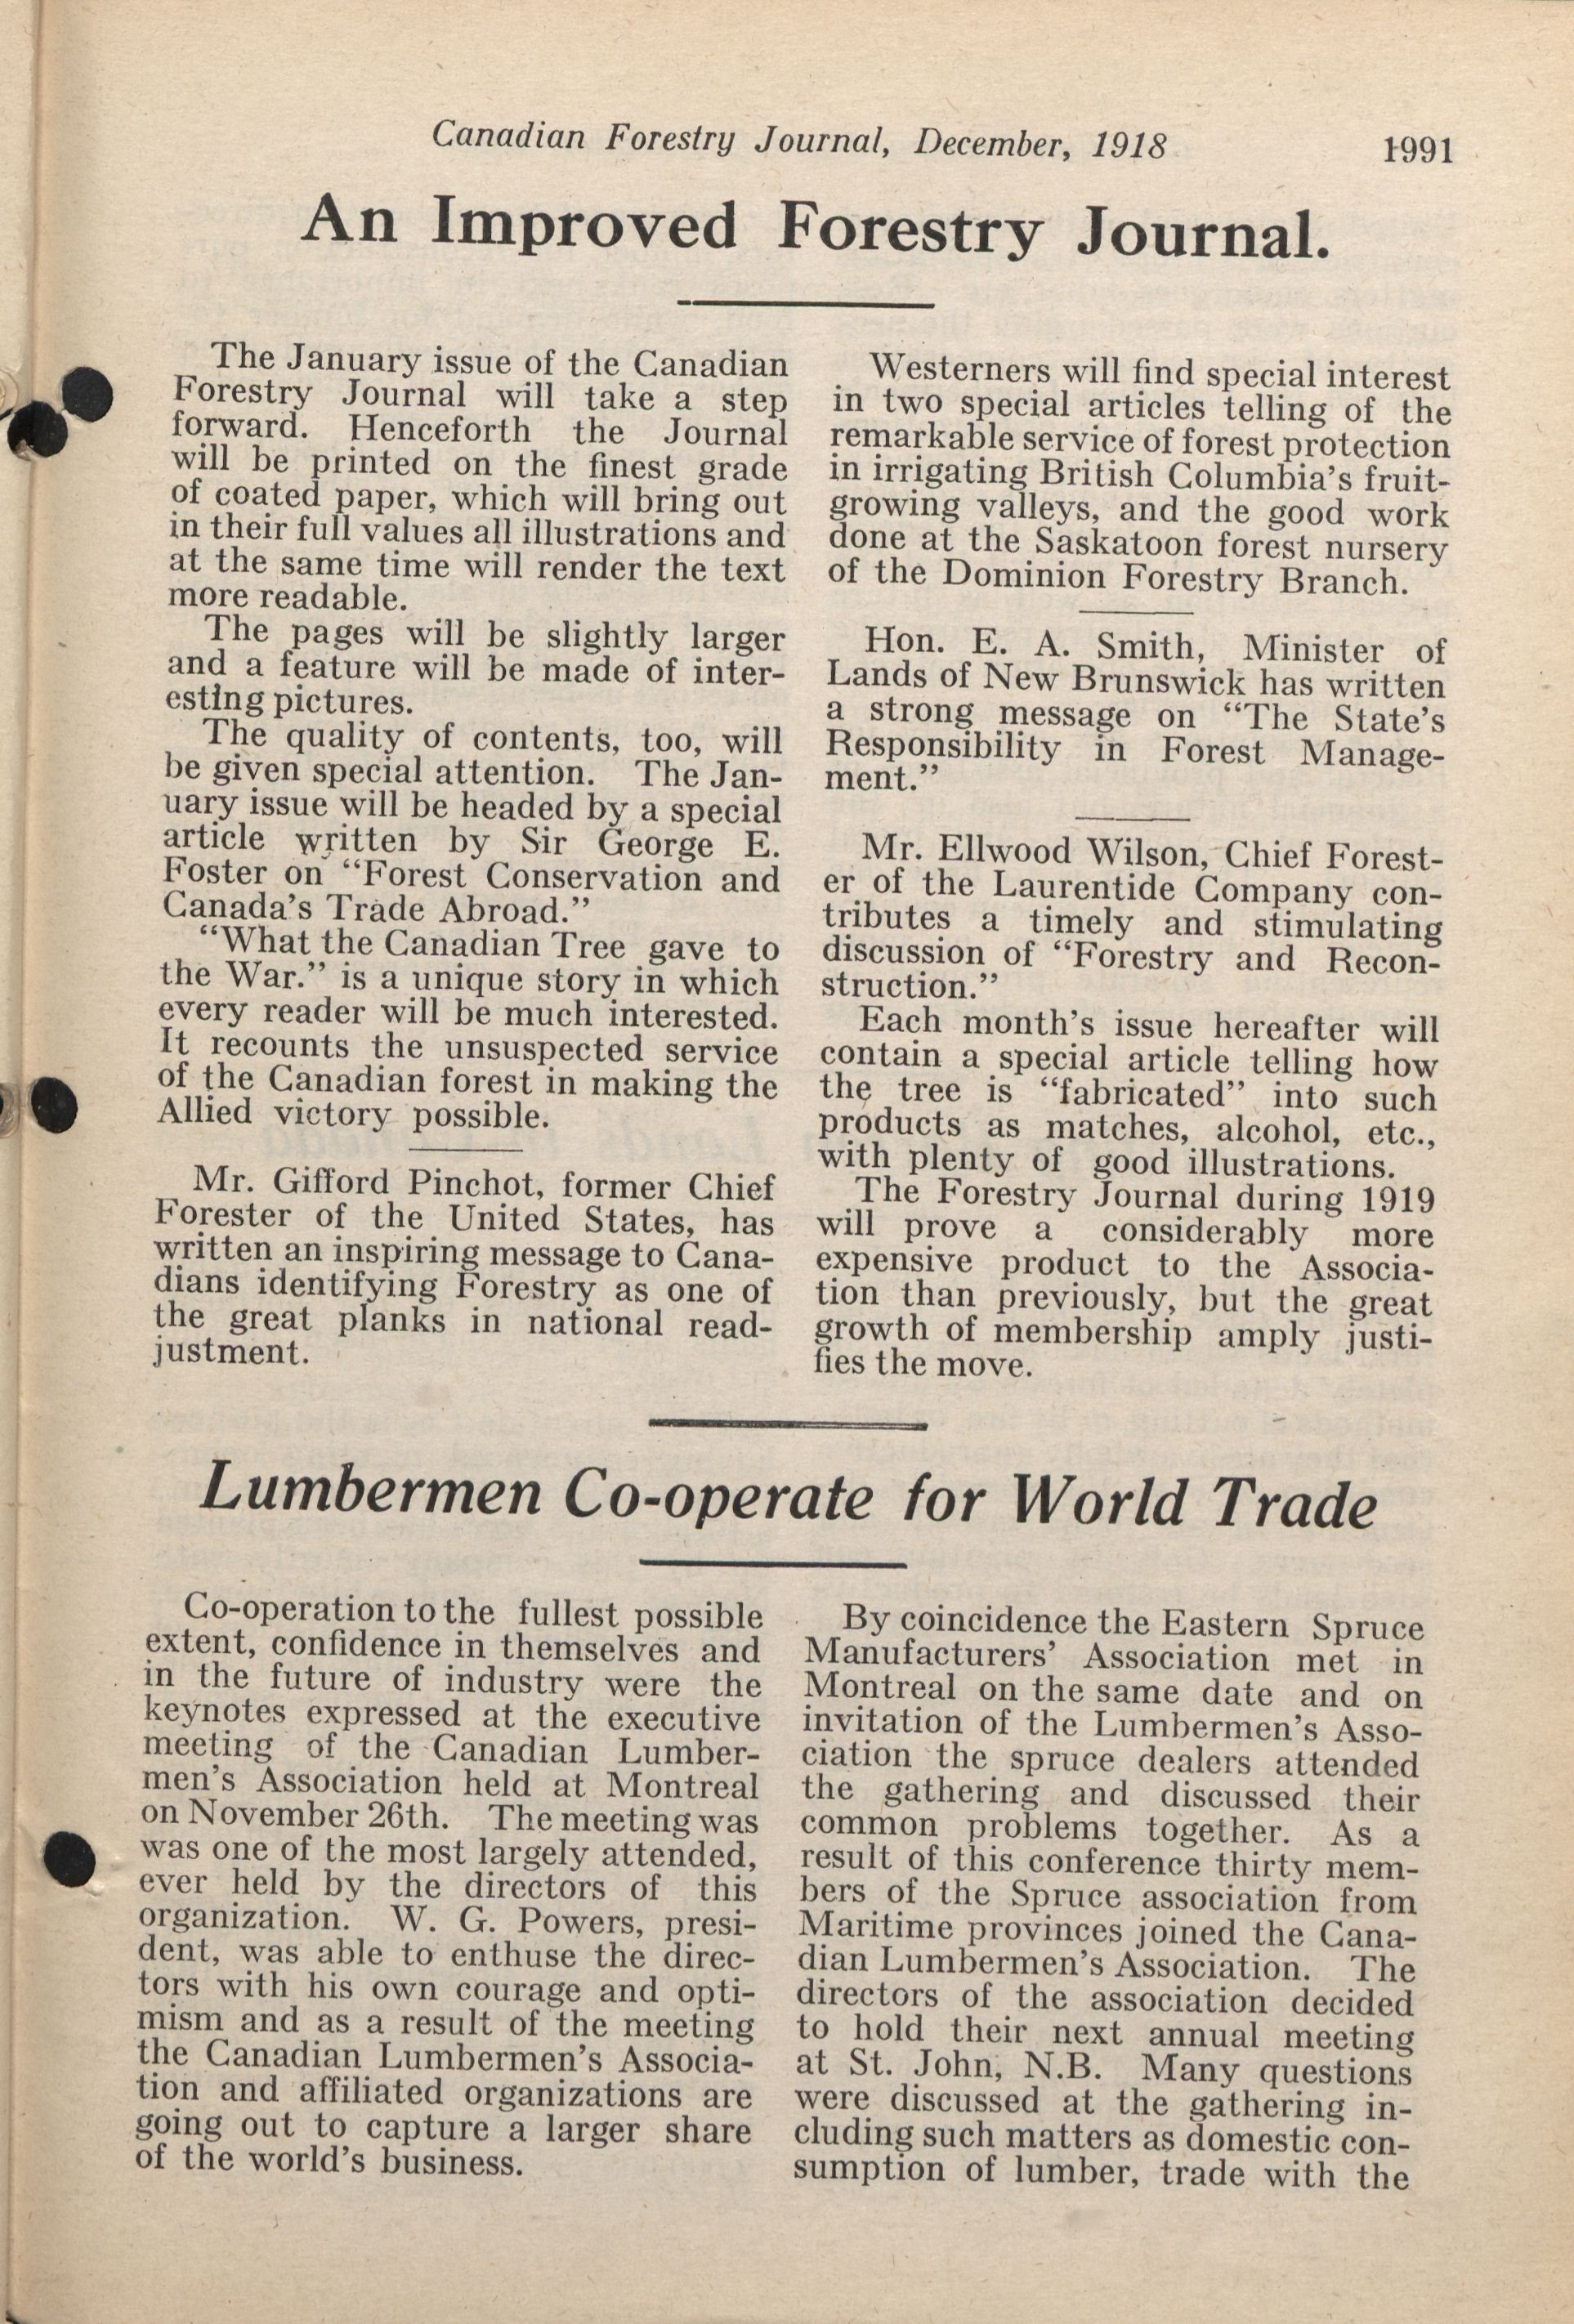 Canadian Forestry Journal, December, 1918
1991
An Improved Forestry Journal.
The January issue of the Canadian
Forestry Journal will take a step
forward. Henceforth the Journal
will be printed on the finest grade
of coated paper, which will bring out
in their full values all illustrations and
at the same time will render the text
more readable.
The pages will be slightly larger
and a feature will be made of inter-
esting pictures.
The quality of contents, too, will
be given special attention. The Jan-
uary issue will be headed by a special
article written by Sir George E.
Foster on "Forest Conservation and
Canada's Trade Abroad."
"What the Canadian Tree gave to
the War." is a unique story in which
every reader will be much interested.
It recounts the unsuspected service
of the Canadian forest in making the
Allied victory possible.
Mr. Gifford Pinchot, former Chief
Forester of the United States, has
written an inspiring message to Cana-
dians identifying Forestry as one of
the great planks in national read-
justment.
Westerners will find special interest
in two special articles telling of the
remarkable service of forest protection
in irrigating British Columbia's fruit-
growing valleys, and the good work
done at the Saskatoon forest nursery
of the Dominion Forestry Branch.
Hon. E. A. Smith, Minister of
Lands of New Brunswick has written
a strong message on "The State's
Responsibility in Forest Manage-
ment."
Mr. Ellwood Wilson, Chief Forest-
er of the Laurentide Company con-
tributes a timely and stimulating
discussion of "Forestry and Recon-
struction."
Each month's issue hereafter will
contain a special article telling how
the tree is "fabricated" into such
products as matches, alcohol, etc.,
with plenty of good illustrations.
The Forestry Journal during 1919
will prove a considerably more
expensive product to the Associa-
tion than previously, but the great
growth of membership amply justi-
fies the move.
Lumbermen Co-operate for World Trade
Co-operation to the fullest possible
extent, confidence in themselves and
in the future of industry were the
keynotes expressed at the executive
meeting of the Canadian Lumber-
men's Association held at Montreal
on November 26th. The meeting was
was one of the most largely attended,
ever held by the directors of this
organization. W. G. Powers, presi-
dent, was able to enthuse the direc-
tors with his own courage and opti-
mism and as a result of the meeting
the Canadian Lumbermen's Associa-
tion and affiliated organizations are
going out to capture a larger share
of the world's business.
By coincidence the Eastern Spruce
Manufacturers' Association met in
Montreal on the same date and on
invitation of the Lumbermen's Asso-
ciation the spruce dealers attended
the gathering and discussed their
common problems together. As a
result of this conference thirty mem-
bers of the Spruce association from
Maritime provinces joined the Cana-
dian Lumbermen's Association. The
directors of the association decided
to hold their next annual meeting
at St. John, N.B. Many questions
were discussed at the gathering in-
cluding such matters as domestic con-
sumption of lumber, trade with the